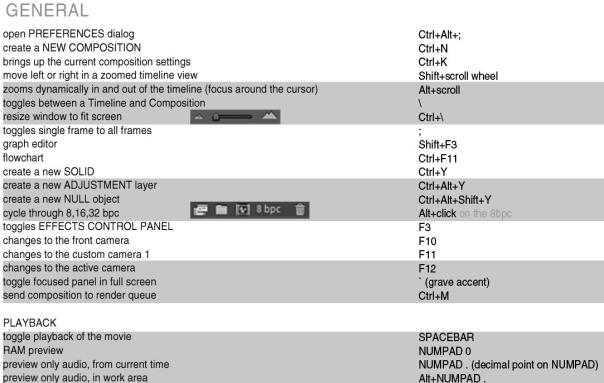 GENERAL
open PREFERENCES dialog Ctrl+Alt+;
create a NEW COMPOSITION Ctrl+N
brings up the current composition settings Ctrl+K
move left or right in a zoomed timeline view Shift+scroll wheel
zooms dynamically in and out of the timeline (focus around the cursor) Alt+scroll
toggles between a Timeline and Composition \
resize window to fit screen Ctrl+\
toggles single frame to all frames ;
graph editor Shift+F3
flowchart Ctrl+F11
create a new SOLID Ctrl+Y
create a new ADJUSTMENT layer Ctrl+Alt+Y
create a new NULL object Ctrl+Alt+Shift+Y
cycle through 8,16,32 bpc 8 bpc Alt+click on the 8bpc
toggles EFFECTS CONTROL PANEL F3
changes to the front camera F10
changes to the custom camera 1 F11
changes to the active camera F12
toggle focused panel in full screen ` (grave accent)
send composition to render queue Ctrl+M
PLAYBACK
toggle playback of the movie SPACEBAR
RAM preview NUMPAD 0
preview only audio, from current time NUMPAD . (decimal point on NUMPAD)
preview only audio, in work area Alt+NUMPAD .